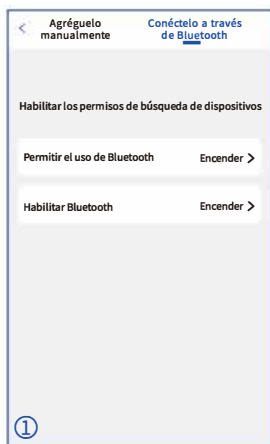 Agréguelo
manualmente
Conéctelo a través
de Bluetooth
Habilitar los permisos de búsqueda de dispositivos
Permitir el uso de Bluetooth Encender >
Habilitar Bluetooth Encender >
①